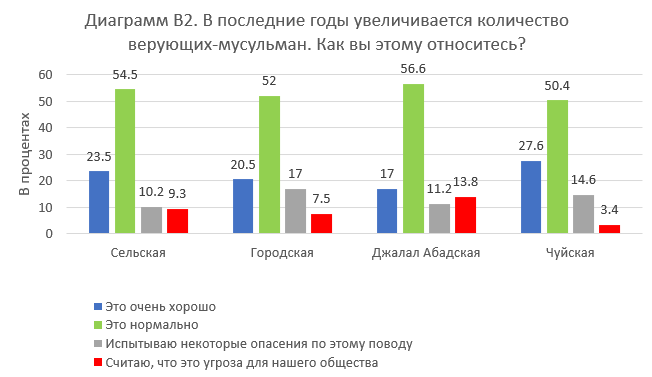 Диаграмм В2. В последние годы увеличивается количество
верующих-мусульман. Как вы этому относитесь?
В процентах
60
50
40
30
20
10
0
23.5 54.5 10.2 9.3
20.5 52 17 7.5
17 56.6 11.2 13.8
27.6 50.4 14.6 3.4
Сельская Городская Джалал Абадская Чуйская
Это очень хорошо
Это нормально
Испытываю некоторые опасения по этому поводу
Считаю, что это угроза для нашего общества